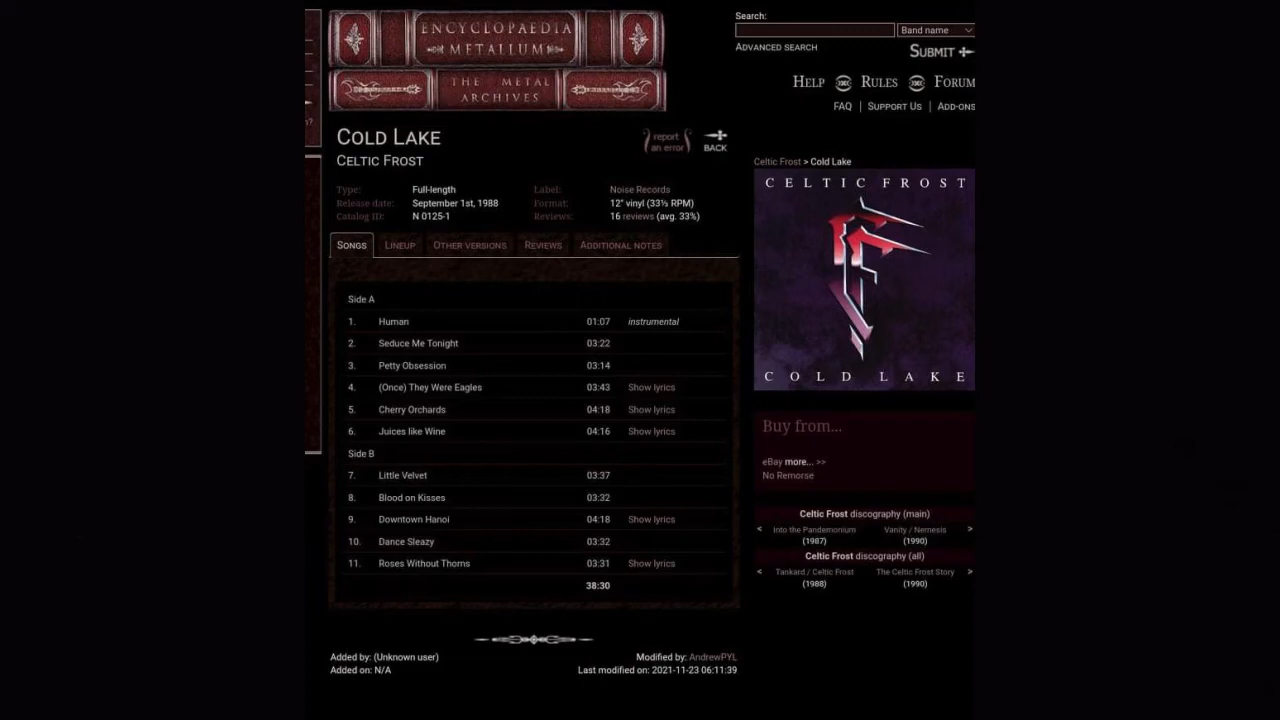 ENCYCLOPAEDIA
METALLUM
THE METAL
ARCHIVES
Search:
Band name
ADVANCED SEARCH
SUBMIT
HELP RULES FORUM
FAQ | SUPPORT US | ADD-ONS
COLD LAKE
CELTIC FROST
report
an error
BACK
Type: Full-length
Release date: September 1st, 1988
Catalog ID: N 0125-1
Label: Noise Records
Format: 12" vinyl (33⅓ RPM)
Reviews: 16 reviews (avg. 33%)
SONGS LINEUP OTHER VERSIONS REVIEWS ADDITIONAL NOTES
Side A
1. Human 01:07 instrumental
2. Seduce Me Tonight 03:22
3. Petty Obsession 03:14
4. (Once) They Were Eagles 03:43 Show lyrics
5. Cherry Orchards 04:18 Show lyrics
6. Juices like Wine 04:16 Show lyrics
Side B
7. Little Velvet 03:37
8. Blood on Kisses 03:32
9. Downtown Hanoi 04:18 Show lyrics
10. Dance Sleazy 03:32
11. Roses Without Thorns 03:31 Show lyrics
38:30
Added by: (Unknown user)
Added on: N/A
Modified by: AndrewPYL
Last modified on: 2021-11-23 06:11:39
Celtic Frost > Cold Lake
CELTIC FROST
COLD LAKE
Buy from...
eBay more... >>
No Remorse
Celtic Frost discography (main)
< Into the Pandemonium Vanity / Nemesis >
(1987) (1990)
Celtic Frost discography (all)
< Tankard / Celtic Frost The Celtic Frost Story >
(1988) (1990)